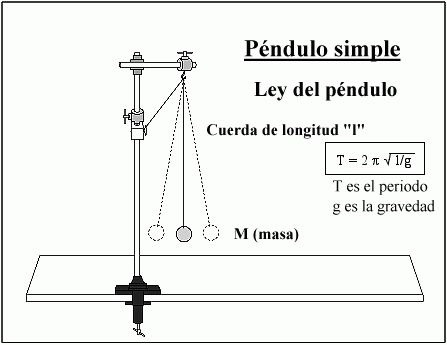 Péndulo simple
Ley del péndulo
Cuerda de longitud "l"
T = 2 π √l/g
T es el periodo
g es la gravedad
M (masa)